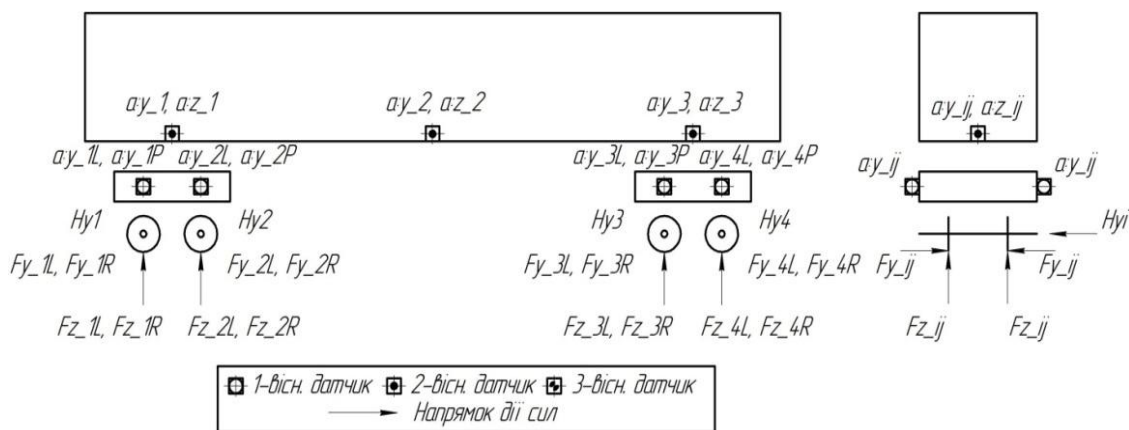 a:y_1, a:z_1 a:y_2, a:z_2 a:y_3, a:z_3 a:y_ij, a:z_ij
a:y_1L, a:y_1P a:y_2L, a:y_2P a:y_3L, a:y_3P a:y_4L, a:y_4P a:y_ij a:y_ij
Hy1 Hy2 Hy3 Hy4 Hyi
Fy_1L, Fy_1R Fy_2L, Fy_2R Fy_3L, Fy_3R Fy_4L, Fy_4R Fy_ij Fy_ij
Fz_1L, Fz_1R Fz_2L, Fz_2R Fz_3L, Fz_3R Fz_4L, Fz_4R Fz_ij Fz_ij
1-вісн. датчик 2-вісн. датчик 3-вісн. датчик
Напрямок дії сил